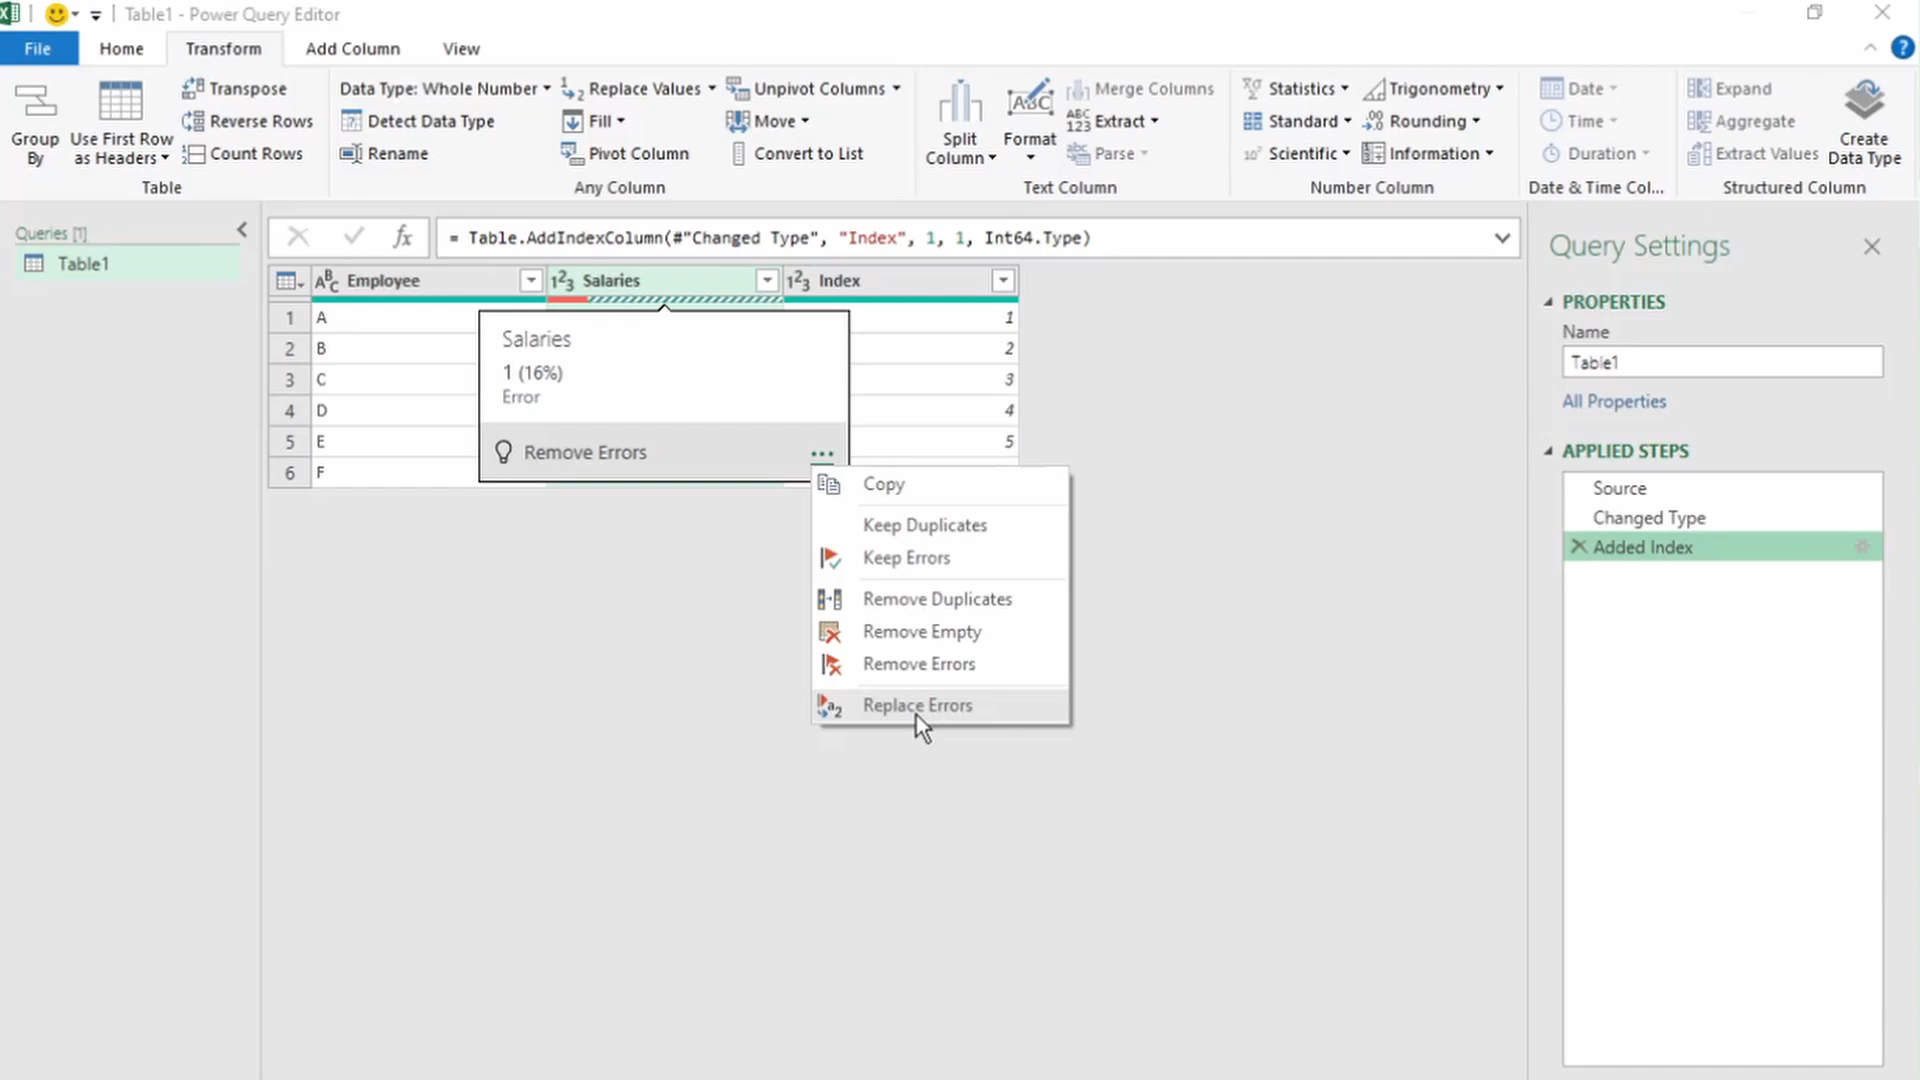 Table1 - Power Query Editor
File Home Transform Add Column View
Group By
Use First Row as Headers
Transpose
Reverse Rows
Count Rows
Table
Data Type: Whole Number
Detect Data Type
Rename
Replace Values
Fill
Pivot Column
Unpivot Columns
Move
Convert to List
Any Column
Split Column
Format
Merge Columns
Extract
Parse
Text Column
Statistics
Standard
Scientific
Trigonometry
Rounding
Information
Number Column
Date
Time
Duration
Date & Time Col...
Expand
Aggregate
Extract Values
Create Data Type
Structured Column
Queries [1]
Table1
fx = Table.AddIndexColumn(#"Changed Type", "Index", 1, 1, Int64.Type)
Employee Salaries Index
1 A 1
2 B 2
3 C 3
4 D 4
5 E 5
6 F
Salaries
1 (16%)
Error
Remove Errors
Copy
Keep Duplicates
Keep Errors
Remove Duplicates
Remove Empty
Remove Errors
Replace Errors
Query Settings
PROPERTIES
Name
Table1
All Properties
APPLIED STEPS
Source
Changed Type
Added Index